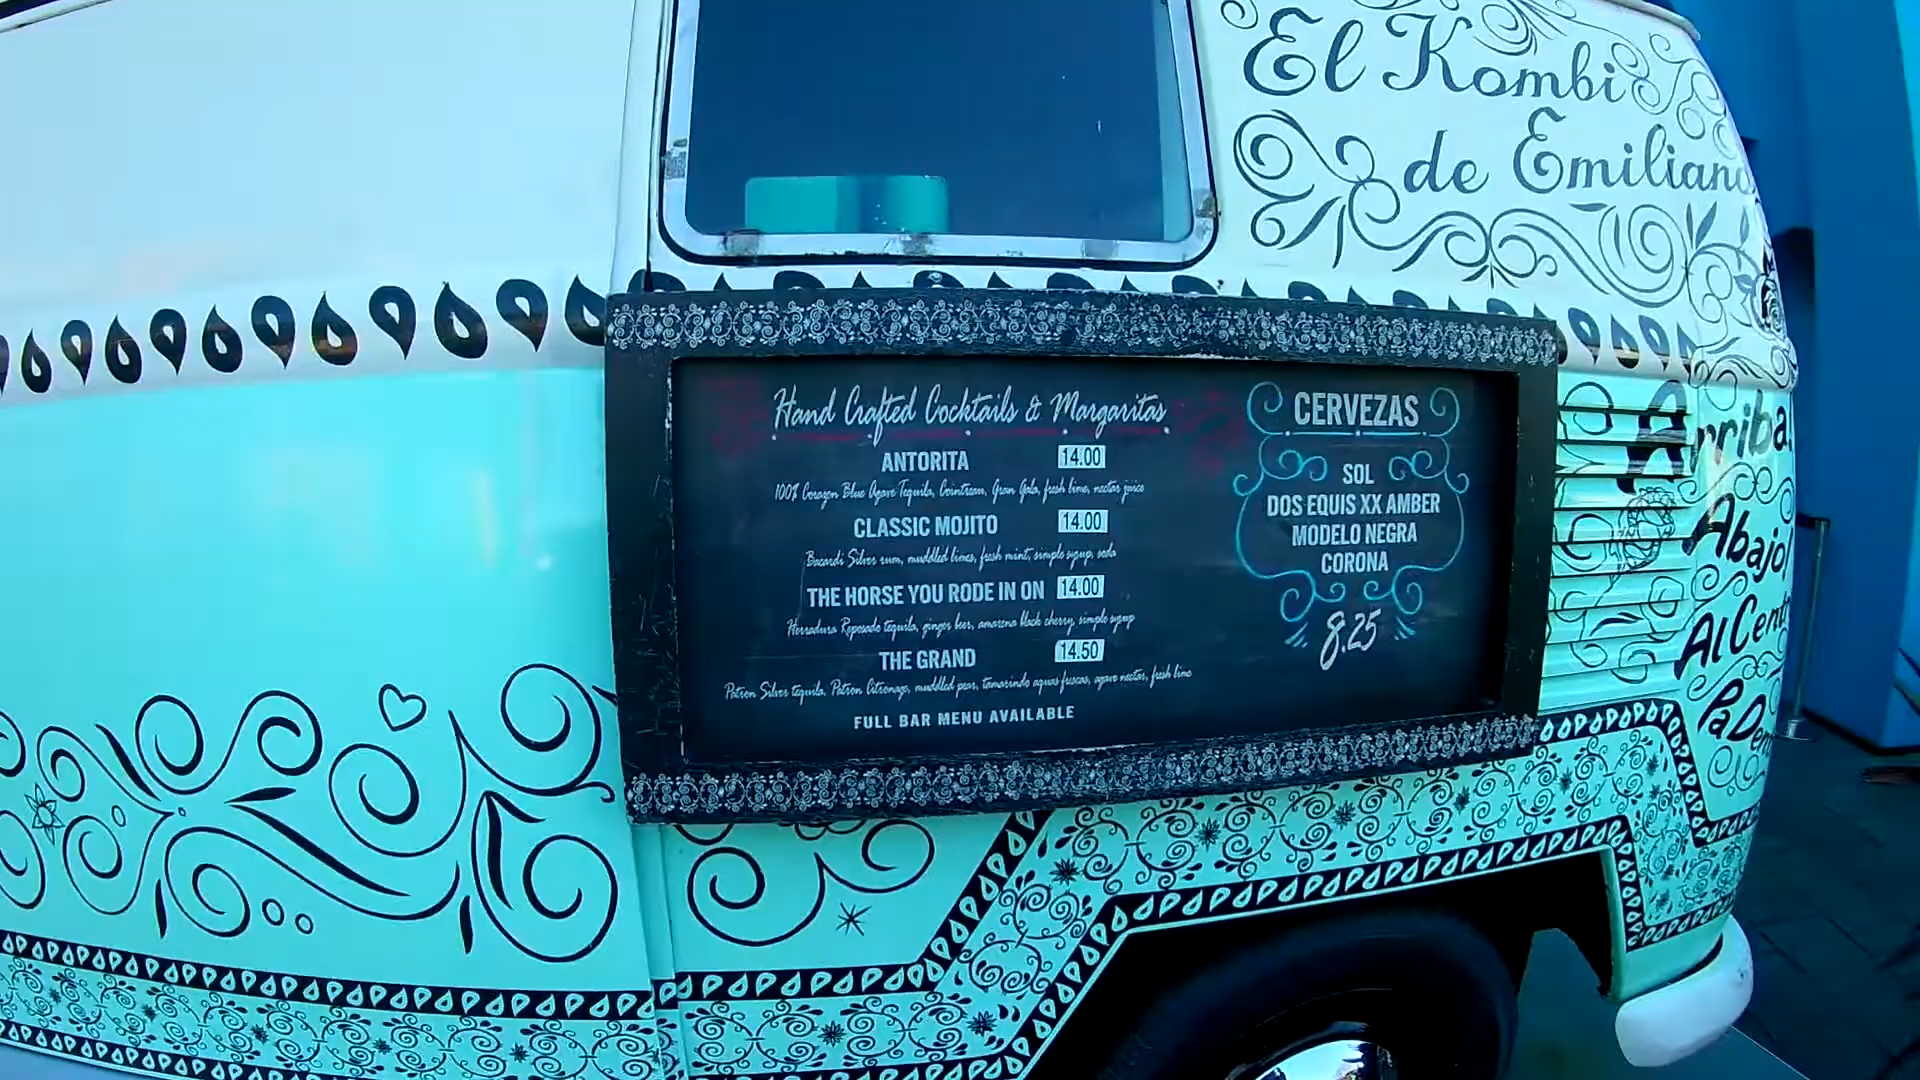 El Kombi
de Emiliano
Hand Crafted Cocktails & Margaritas
ANTORITA 14.00
100% Corazon Blue Agave Tequila, Cointreau, Gran Gala, fresh lime, nectar juice
CLASSIC MOJITO 14.00
Bacardi Silver rum, muddled limes, fresh mint, simple syrup, soda
THE HORSE YOU RODE IN ON 14.00
Herradura Reposado tequila, ginger beer, amarena black cherry, simple syrup
THE GRAND 14.50
Patron Silver tequila, Patron Citronage, muddled pear, tamarindo aguas frescas, agave nectar, fresh lime
FULL BAR MENU AVAILABLE
CERVEZAS
SOL
DOS EQUIS XX AMBER
MODELO NEGRA
CORONA
8.25
Arriba!
Abajo!
Al Cent
Pa Den